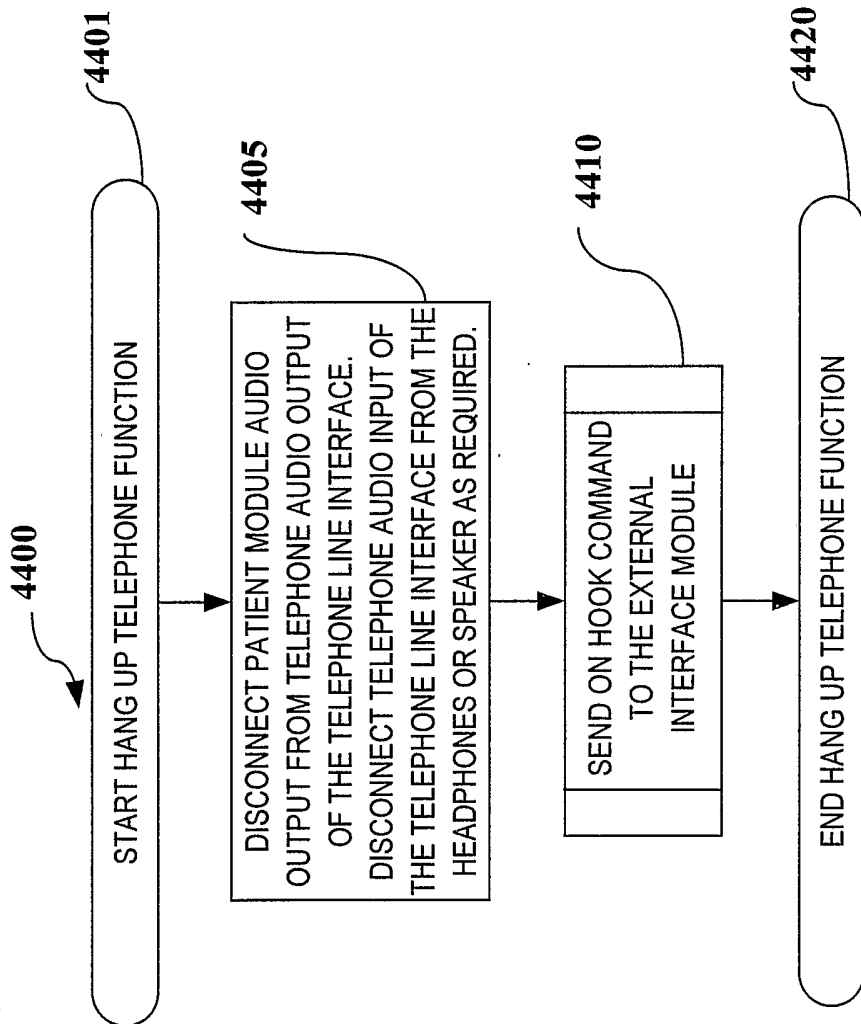 4400
START HANG UP TELEPHONE FUNCTION
4401
DISCONNECT PATIENT MODULE AUDIO
OUTPUT FROM TELEPHONE AUDIO OUTPUT
OF THE TELEPHONE LINE INTERFACE.
DISCONNECT TELEPHONE AUDIO INPUT OF
THE TELEPHONE LINE INTERFACE FROM THE
HEADPHONES OR SPEAKER AS REQUIRED.
4405
SEND ON HOOK COMMAND
TO THE EXTERNAL
INTERFACE MODULE
4410
END HANG UP TELEPHONE FUNCTION
4420